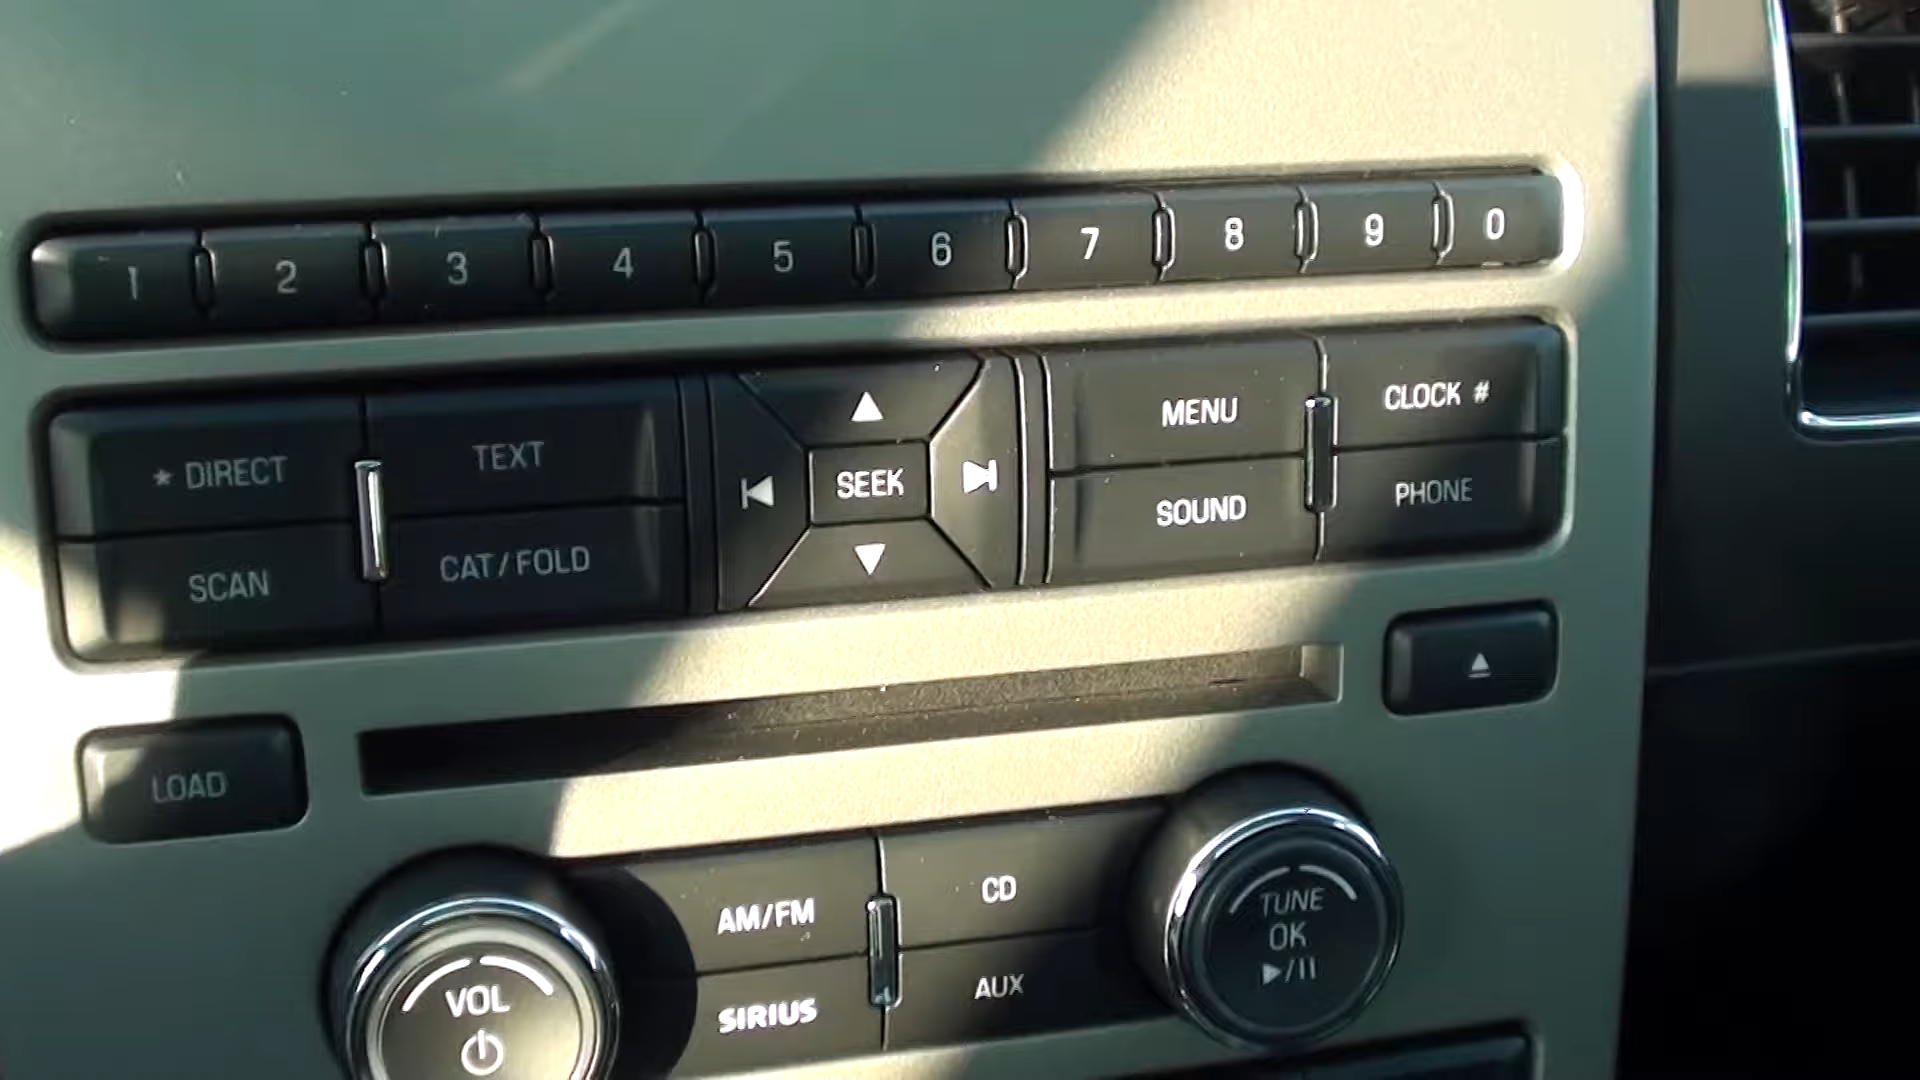 1 2 3 4 5 6 7 8 9 0
* DIRECT TEXT SEEK MENU CLOCK #
SCAN CAT/FOLD SOUND PHONE
LOAD
AM/FM CD TUNE
OK
VOL SIRIUS AUX